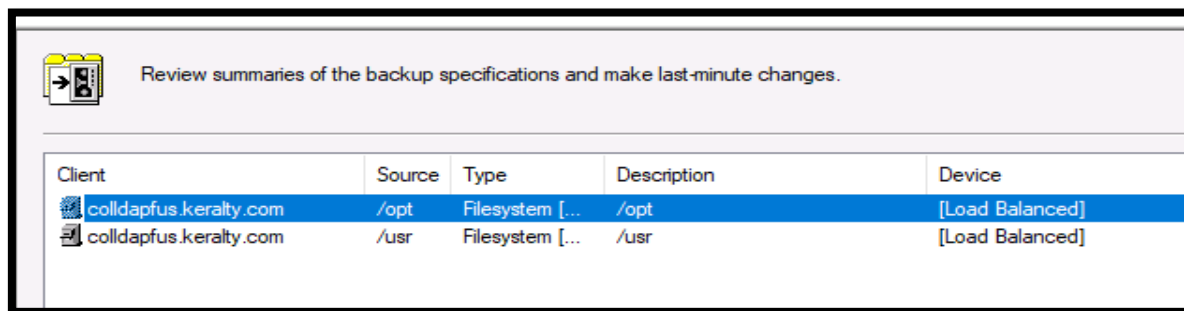 Review summaries of the backup specifications and make last-minute changes.
Client Source Type Description Device
colldapfus.keralty.com /opt Filesystem [... /opt [Load Balanced]
colldapfus.keralty.com /usr Filesystem [... /usr [Load Balanced]